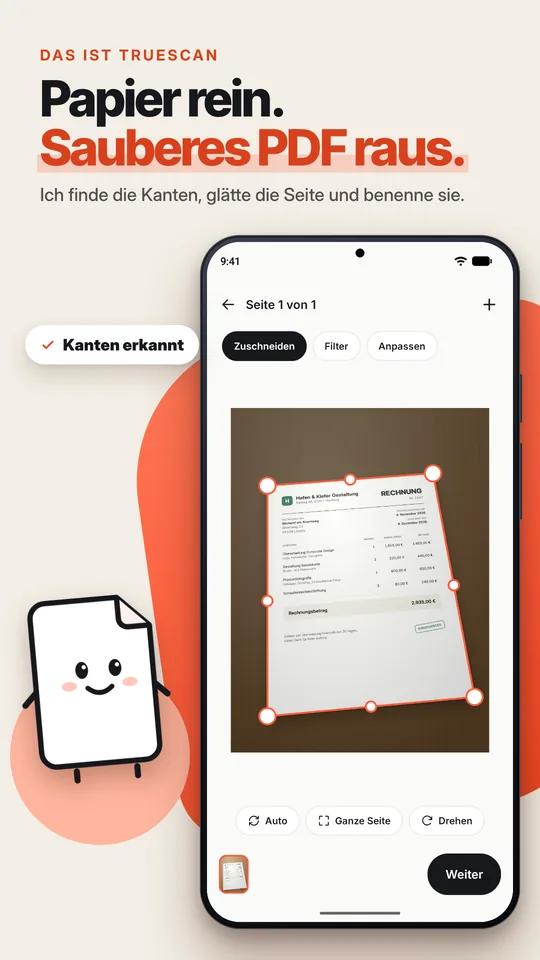 DAS IST TRUESCAN
Papier rein.
Sauberes PDF raus.
Ich finde die Kanten, glätte die Seite und benenne sie.
9:41
Seite 1 von 1
Zuschneiden
Filter
Anpassen
Kanten erkannt
H
Hafen & Kiefer Gestaltung
RECHNUNG
Rechnungsbetrag
2.935,00 €
Auto
Ganze Seite
Drehen
Weiter